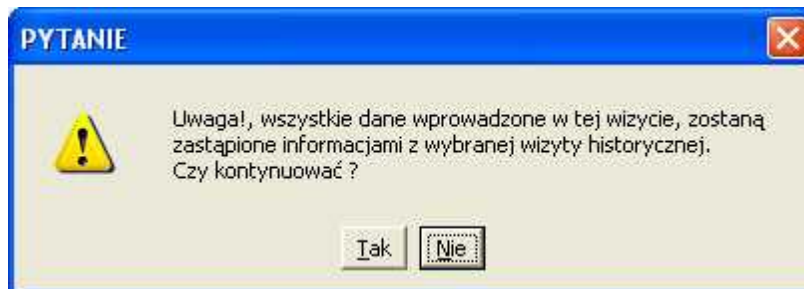 PYTANIE
Uwaga!, wszystkie dane wprowadzone w tej wizycie, zostaną
zastąpione informacjami z wybranej wizyty historycznej.
Czy kontynuować ?
Tak Nie